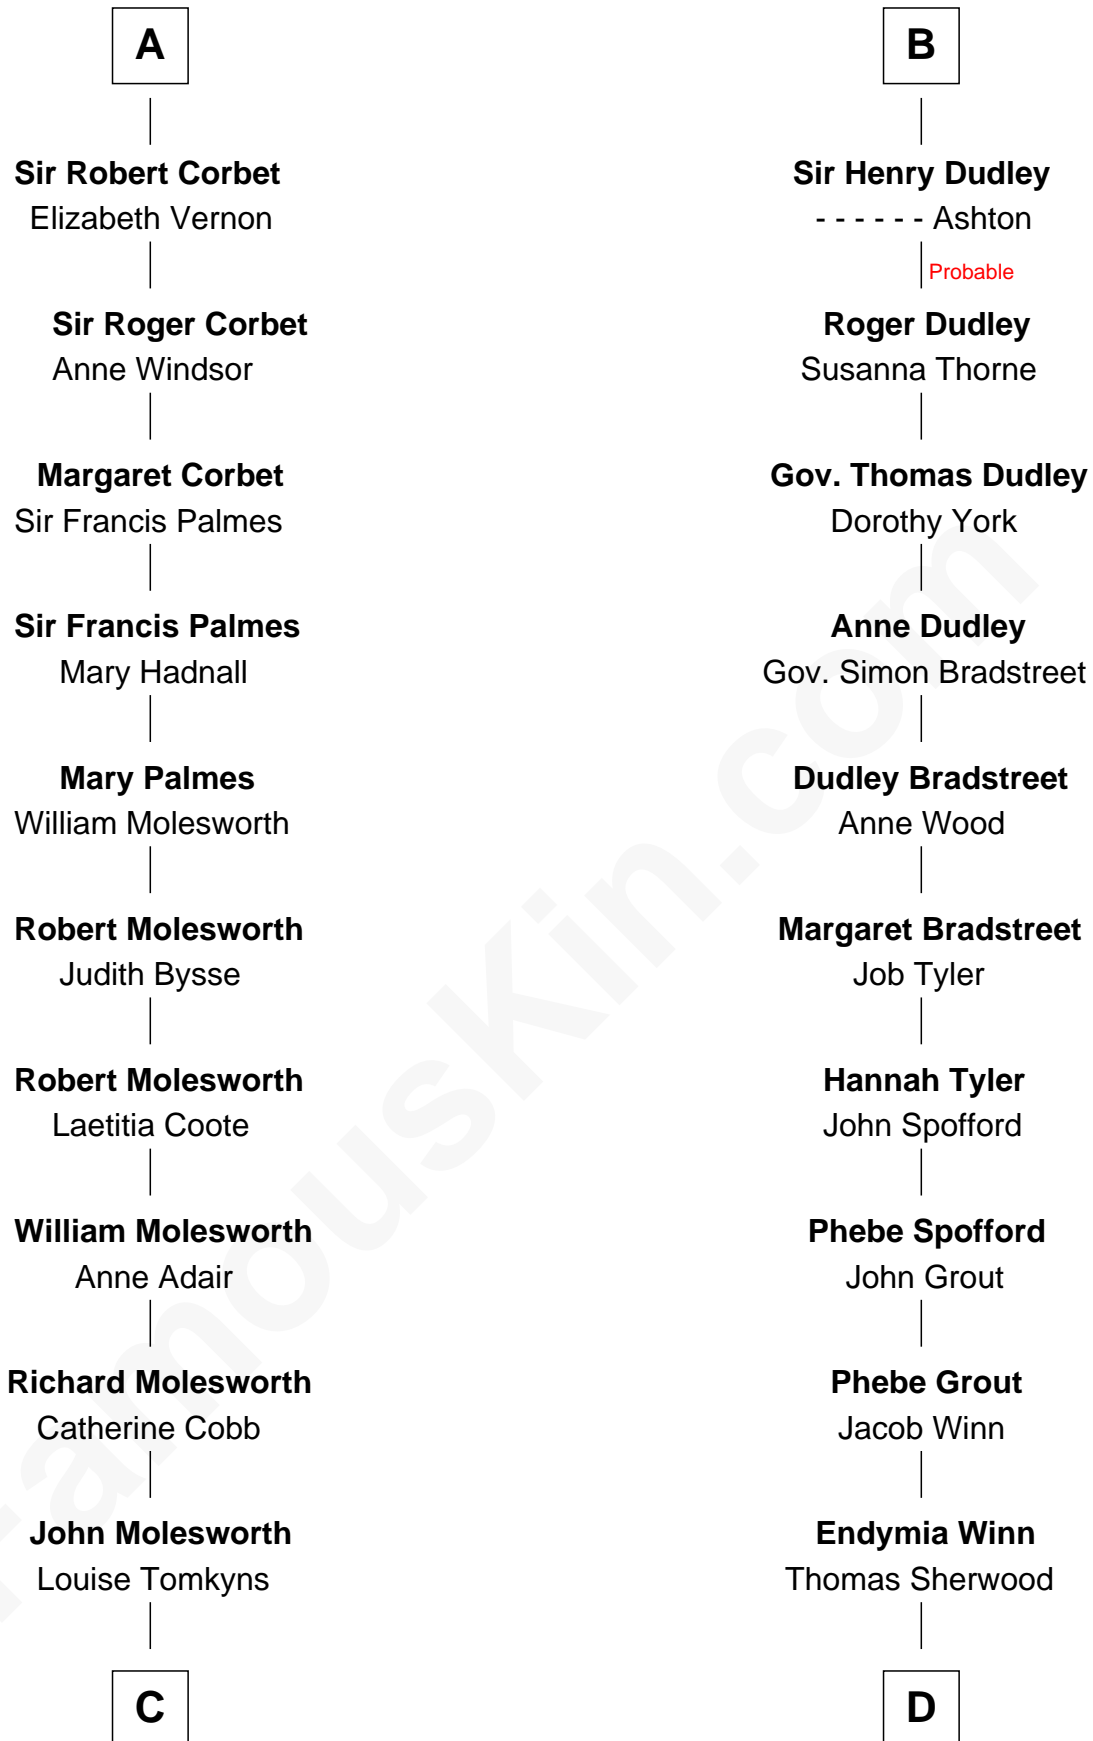 A
Sir Robert Corbet
Elizabeth Vernon
Sir Roger Corbet
Anne Windsor
Margaret Corbet
Sir Francis Palmes
Sir Francis Palmes
Mary Hadnall
Mary Palmes
William Molesworth
Robert Molesworth
Judith Bysse
Robert Molesworth
Laetitia Coote
William Molesworth
Anne Adair
Richard Molesworth
Catherine Cobb
John Molesworth
Louise Tomkyns
C
B
Sir Henry Dudley
- - - - - - Ashton
Probable
Roger Dudley
Susanna Thorne
Gov. Thomas Dudley
Dorothy York
Anne Dudley
Gov. Simon Bradstreet
Dudley Bradstreet
Anne Wood
Margaret Bradstreet
Job Tyler
Hannah Tyler
John Spofford
Phebe Spofford
John Grout
Phebe Grout
Jacob Winn
Endymia Winn
Thomas Sherwood
D
FamousKin.com